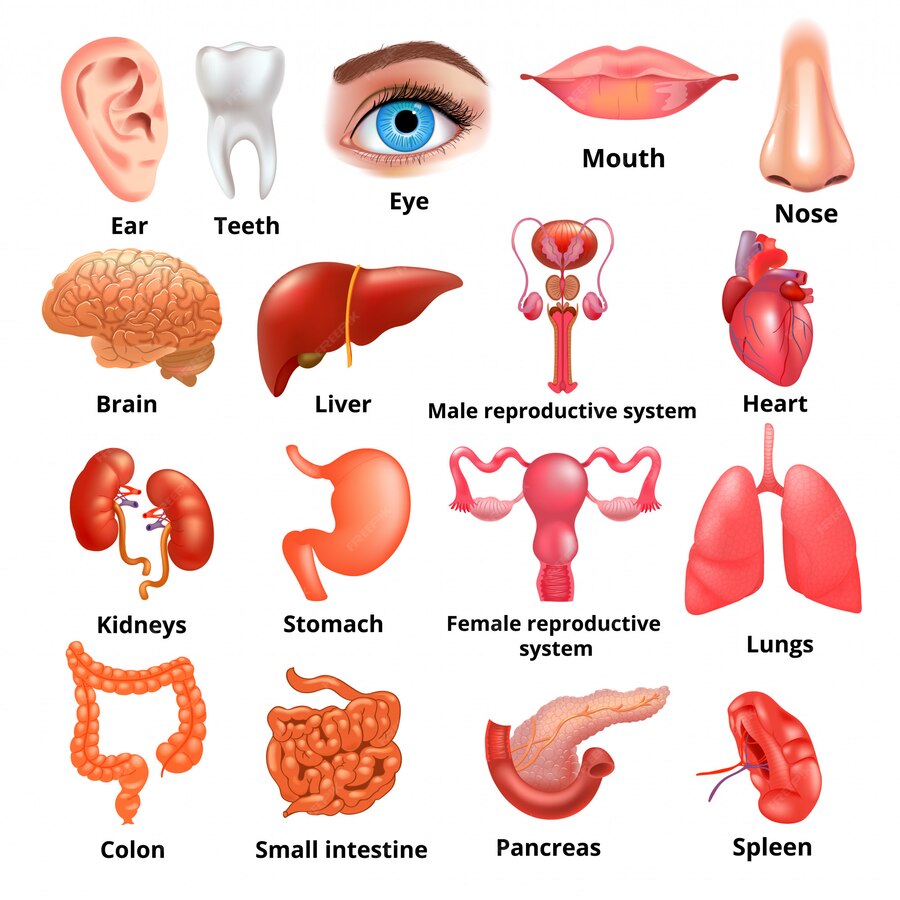 Mouth
Eye
Nose
Ear
Teeth
Brain
Liver
Male reproductive system
Heart
Kidneys
Stomach
Female reproductive
system
Lungs
Colon
Small intestine
Pancreas
Spleen